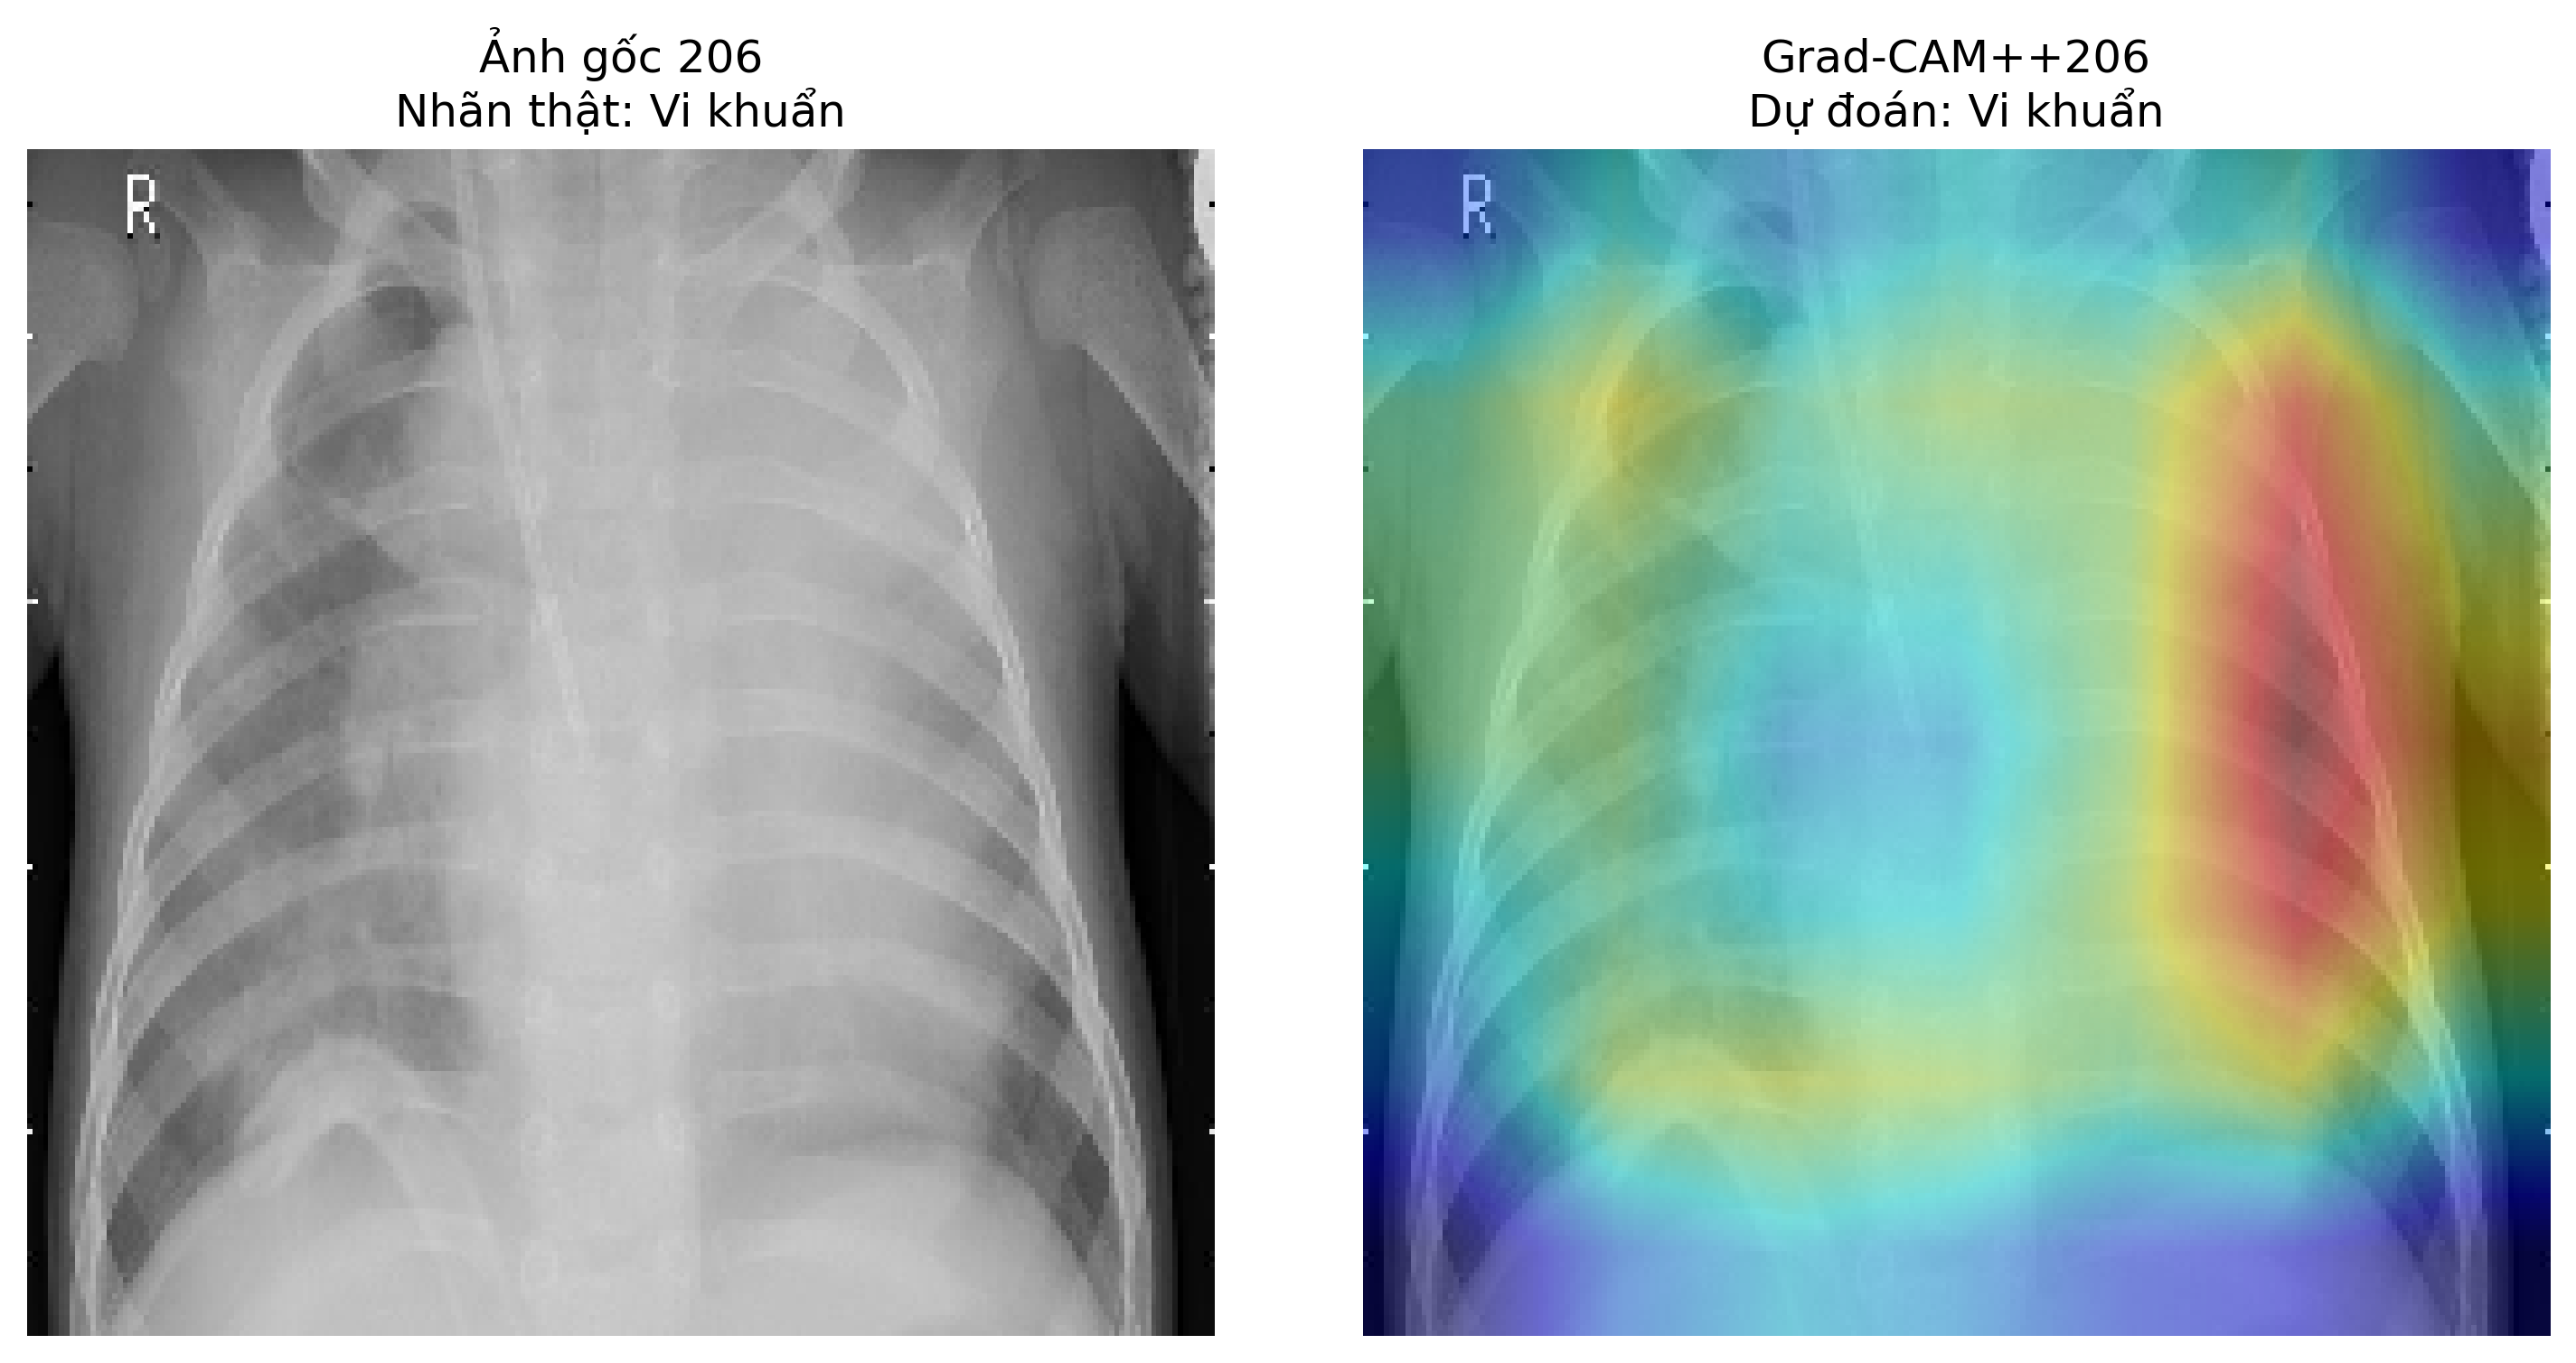 Ảnh gốc 206
Nhãn thật: Vi khuẩn
R
Grad-CAM++206
Dự đoán: Vi khuẩn
R